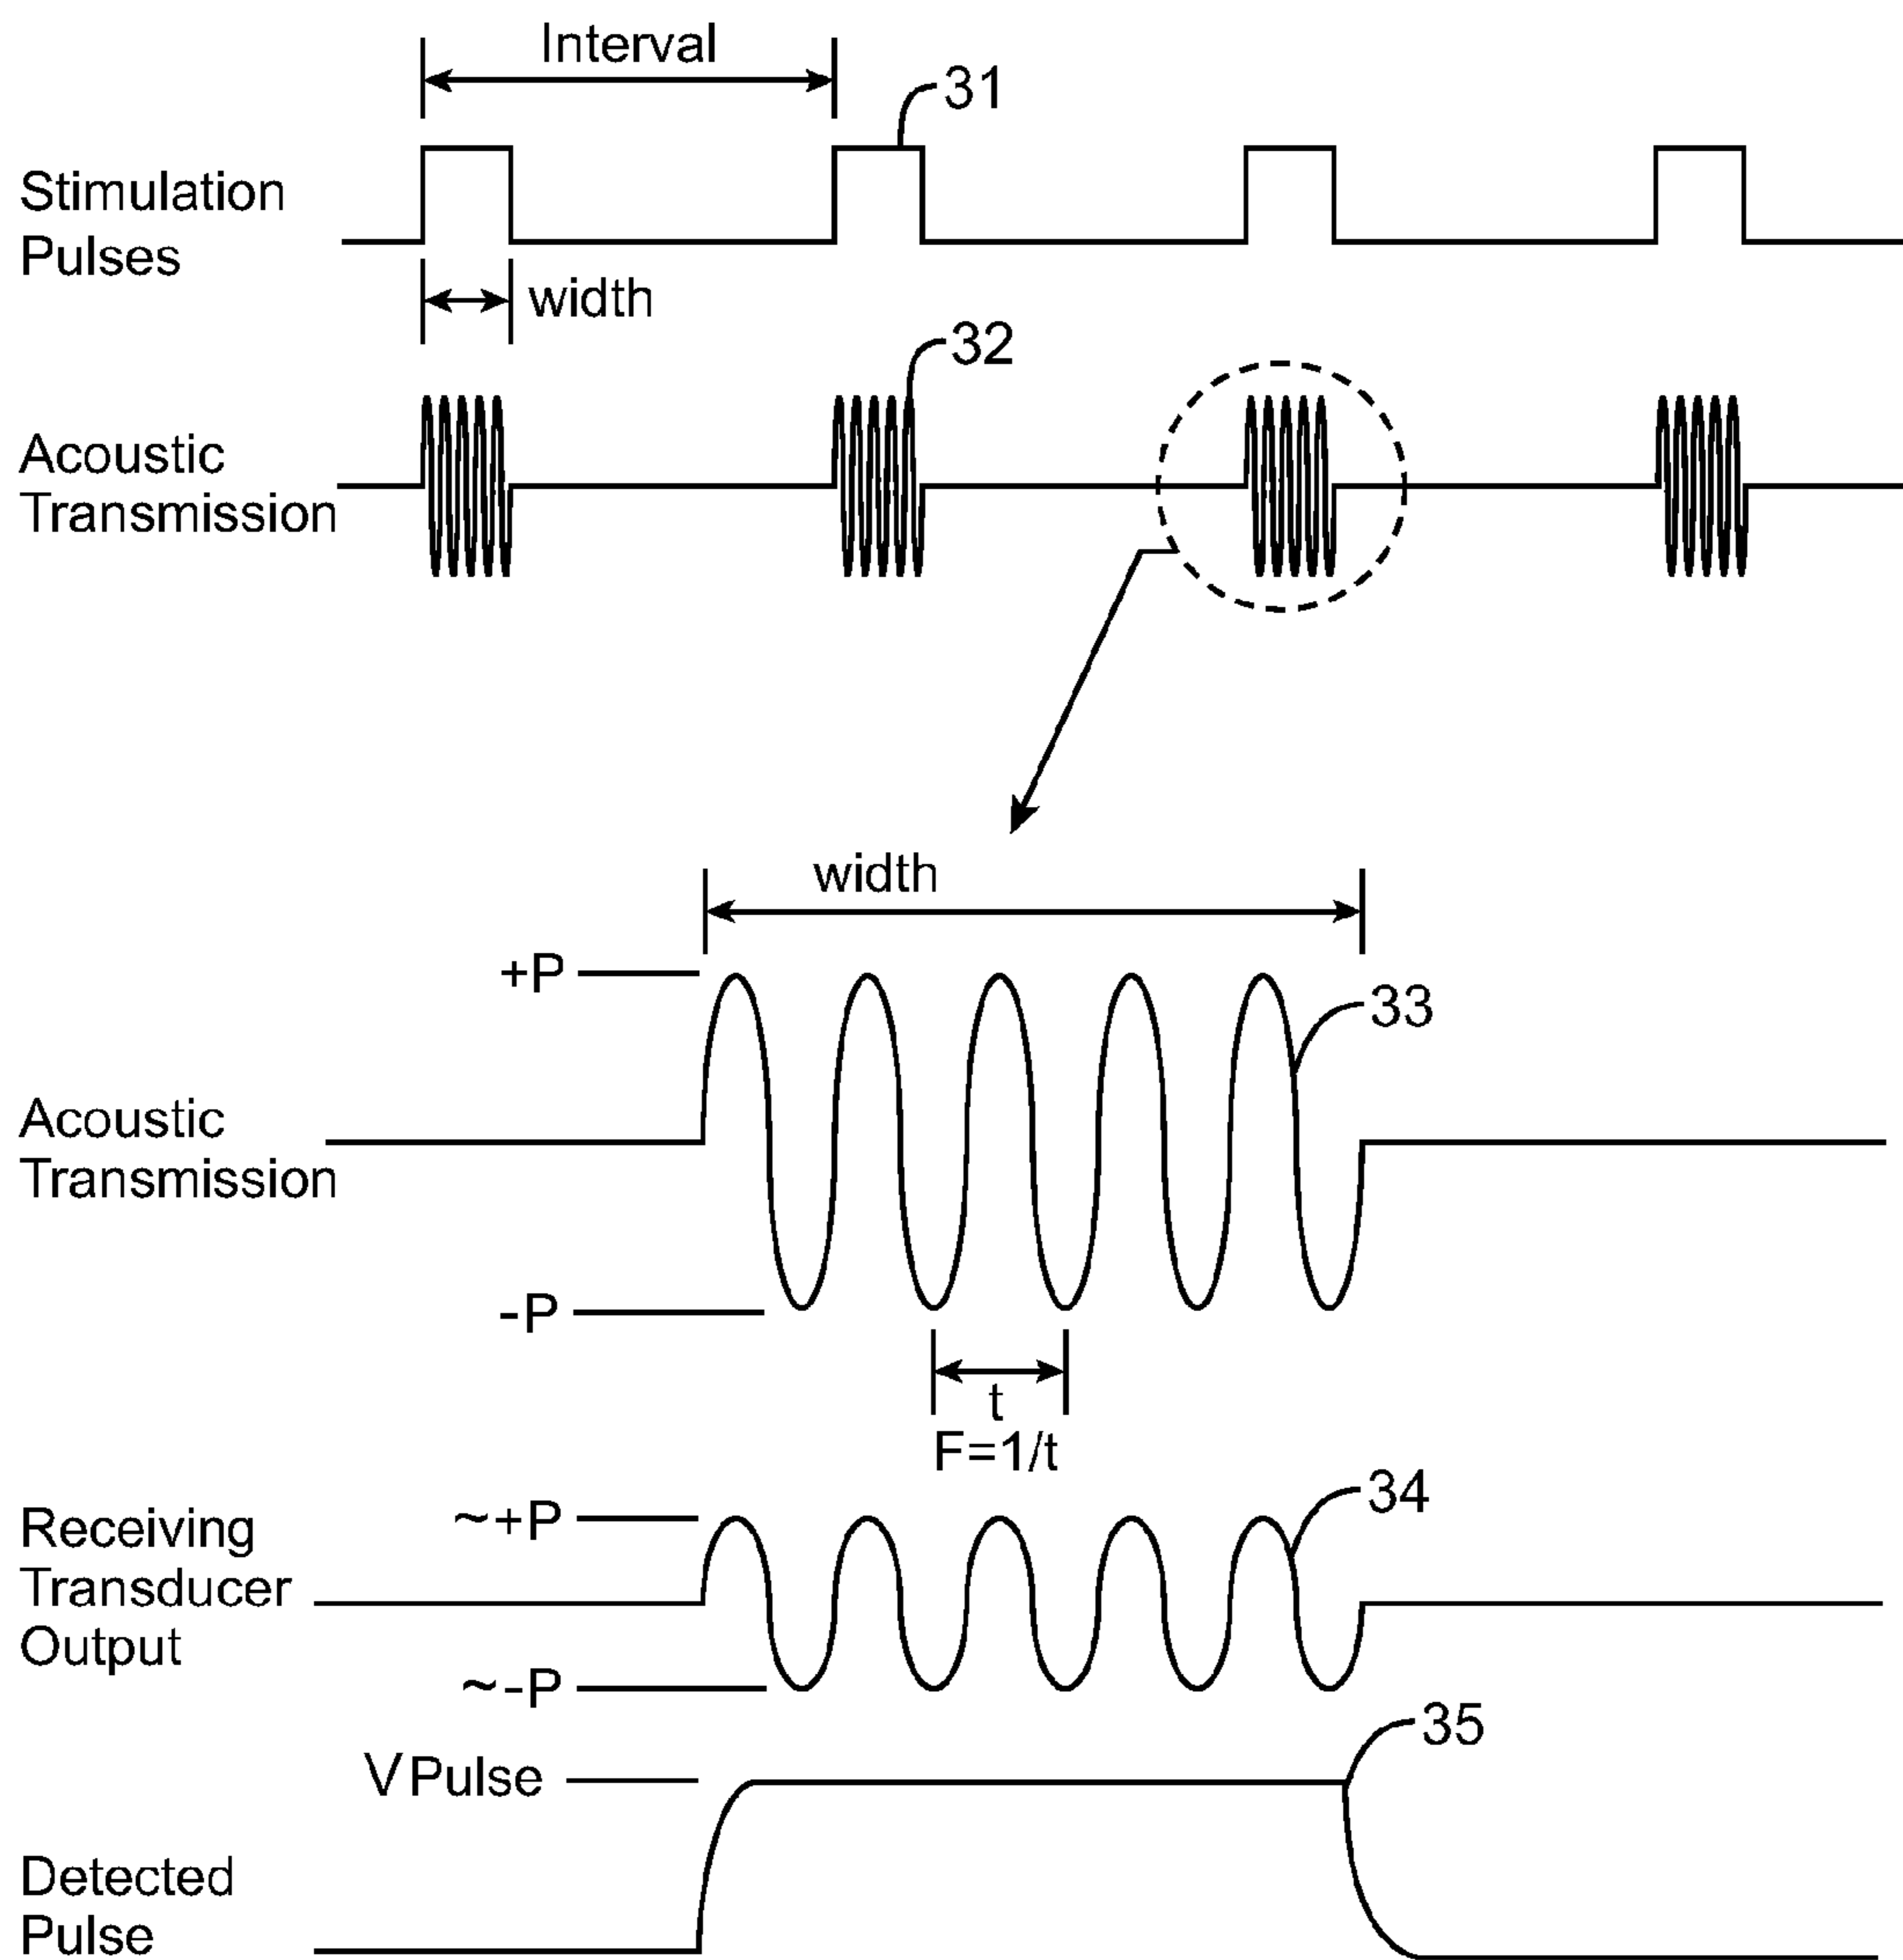 Interval
31
Stimulation
Pulses
width
32
Acoustic
Transmission
width
+P
33
Acoustic
Transmission
-P
t
F=1/t
34
Receiving
Transducer
Output
~+P
~-P
35
V Pulse
Detected
Pulse